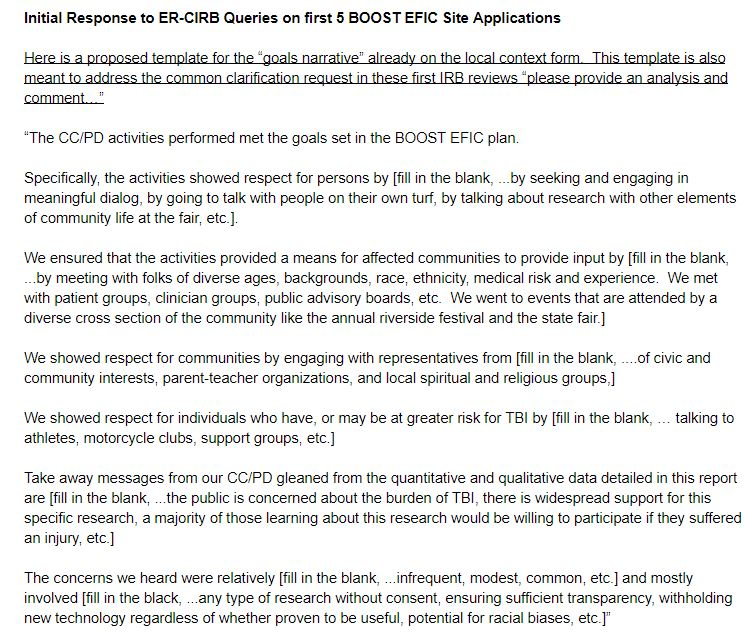 Initial Response to ER-CIRB Queries on first 5 BOOST EFIC Site Applications
Here is a proposed template for the “goals narrative” already on the local context form.  This template is also
meant to address the common clarification request in these first IRB reviews “please provide an analysis and
comment…”
“The CC/PD activities performed met the goals set in the BOOST EFIC plan.
Specifically, the activities showed respect for persons by [fill in the blank, ...by seeking and engaging in
meaningful dialog, by going to talk with people on their own turf, by talking about research with other elements
of community life at the fair, etc.].
We ensured that the activities provided a means for affected communities to provide input by [fill in the blank,
...by meeting with folks of diverse ages, backgrounds, race, ethnicity, medical risk and experience.  We met
with patient groups, clinician groups, public advisory boards, etc.  We went to events that are attended by a
diverse cross section of the community like the annual riverside festival and the state fair.]
We showed respect for communities by engaging with representatives from [fill in the blank, ....of civic and
community interests, parent-teacher organizations, and local spiritual and religious groups,]
We showed respect for individuals who have, or may be at greater risk for TBI by [fill in the blank, … talking to
athletes, motorcycle clubs, support groups, etc.]
Take away messages from our CC/PD gleaned from the quantitative and qualitative data detailed in this report
are [fill in the blank, ...the public is concerned about the burden of TBI, there is widespread support for this
specific research, a majority of those learning about this research would be willing to participate if they suffered
an injury, etc.]
The concerns we heard were relatively [fill in the blank, ...infrequent, modest, common, etc.] and mostly
involved [fill in the black, ...any type of research without consent, ensuring sufficient transparency, withholding
new technology regardless of whether proven to be useful, potential for racial biases, etc.]”